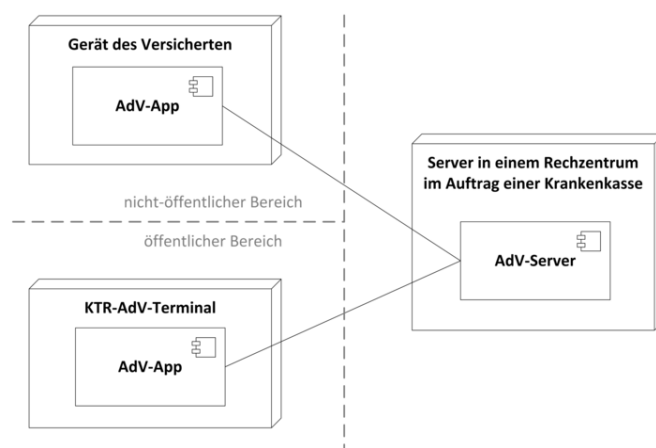 Gerät des Versicherten
AdV-App
nicht-öffentlicher Bereich
öffentlicher Bereich
KTR-AdV-Terminal
AdV-App
Server in einem Rechzentrum
im Auftrag einer Krankenkasse
AdV-Server